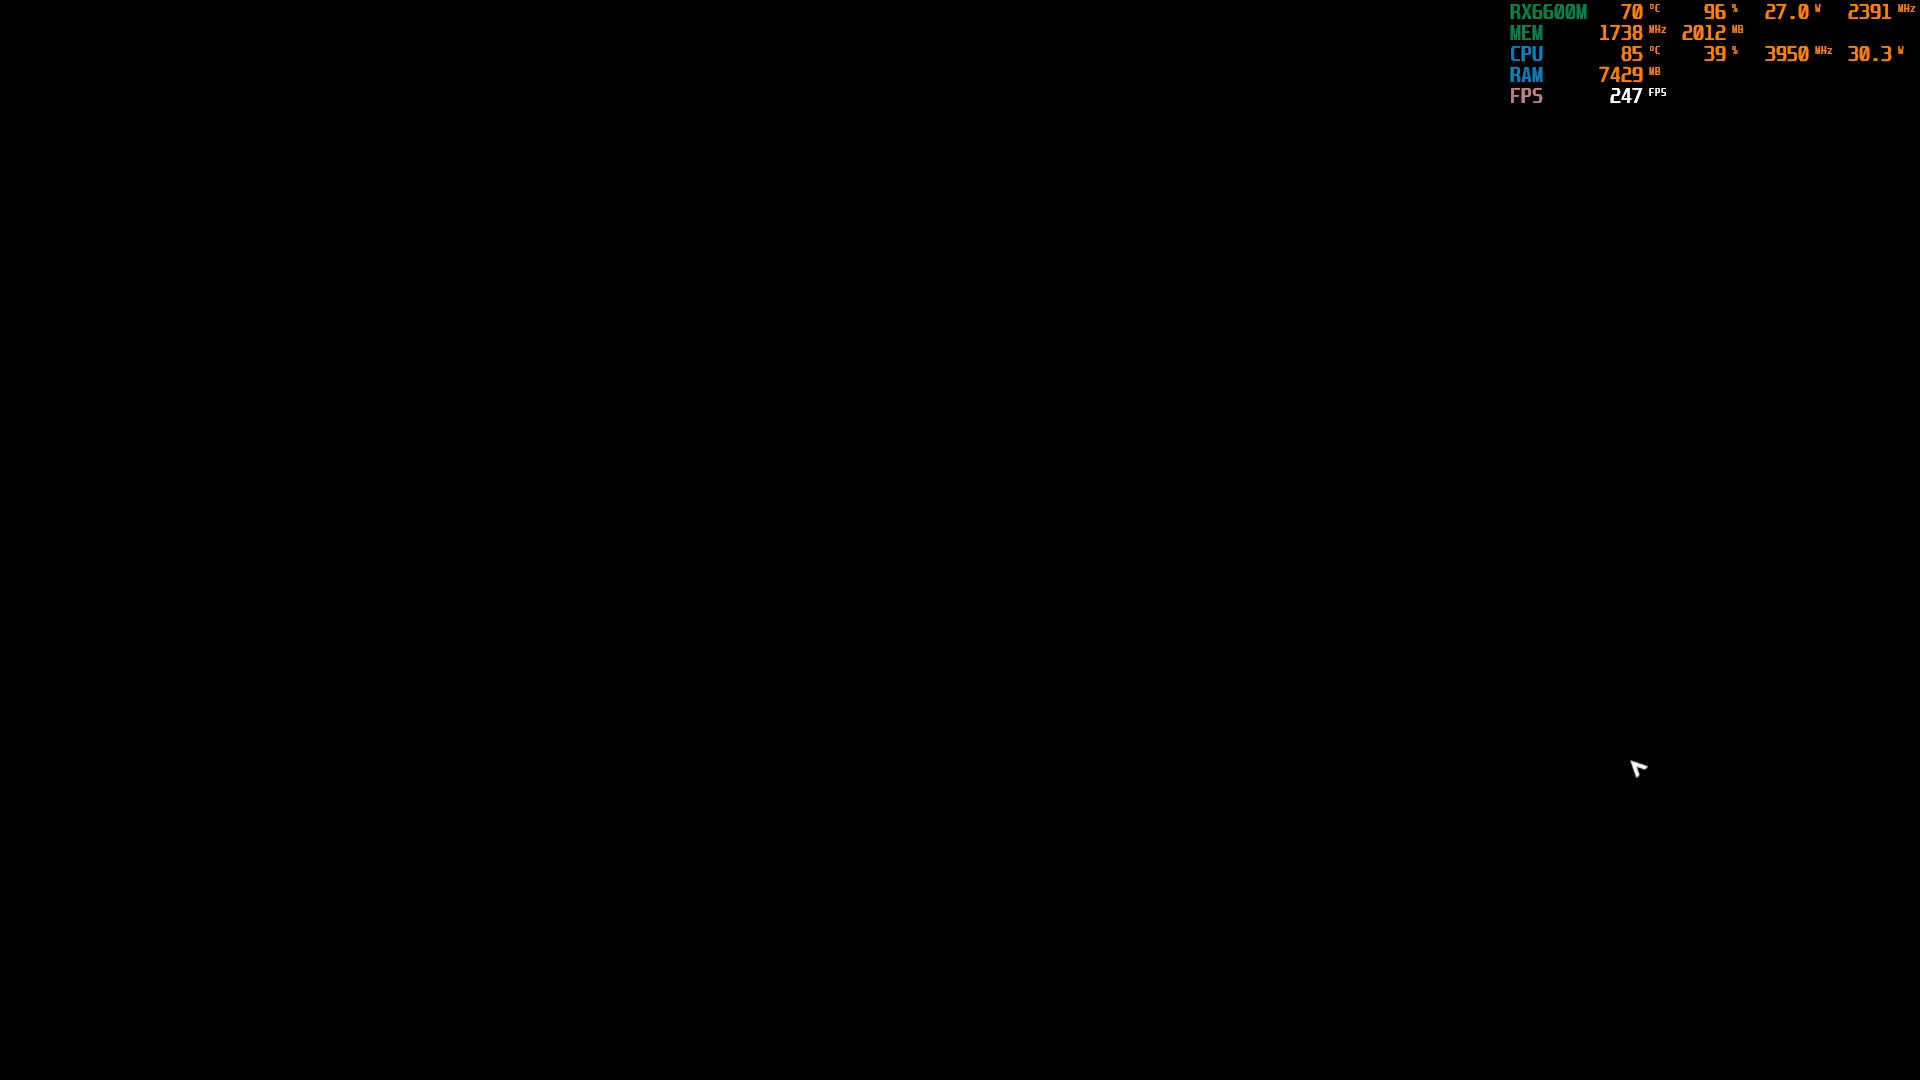 RX6600M 70 °C 96 % 27.0 W 2391 MHz
MEM 1738 MHz 2012 MB
CPU 85 °C 39 % 3950 MHz 30.3 W
RAM 7429 MB
FPS 247 FPS